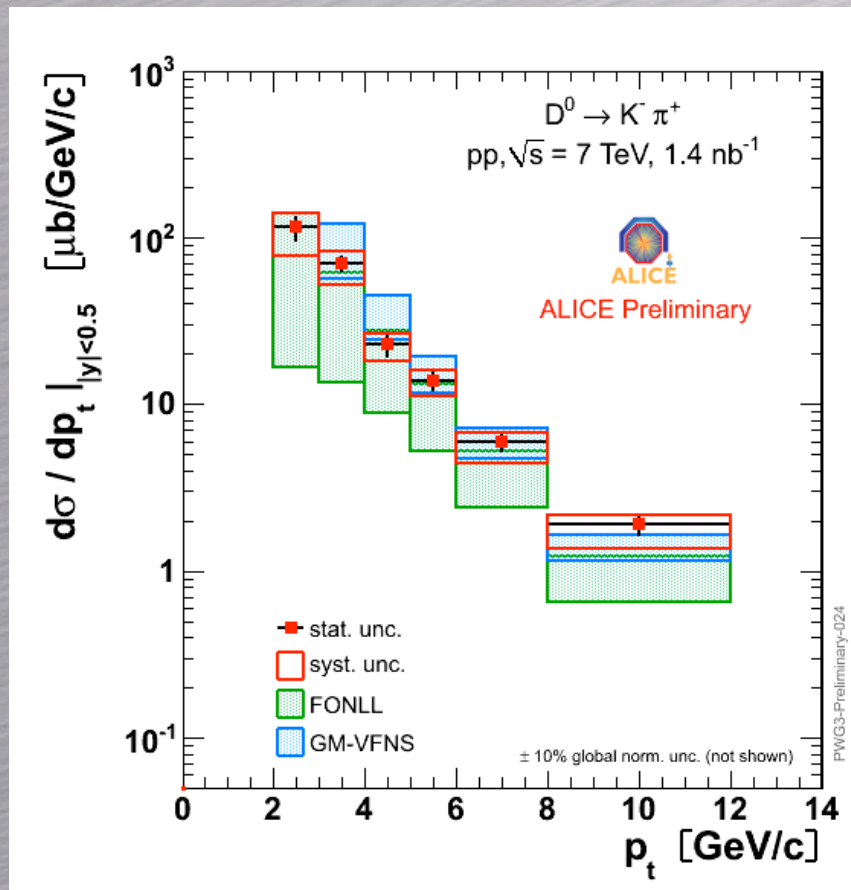 D⁰ → K⁻ π⁺
pp, √s = 7 TeV, 1.4 nb⁻¹
ALICE
ALICE Preliminary
dσ / dp_t |_|y|<0.5 [μb/GeV/c]
10³
10²
10
1
10⁻¹
stat. unc.
syst. unc.
FONLL
GM-VFNS
± 10% global norm. unc. (not shown)
0 2 4 6 8 10 12 14
p_t [GeV/c]
PWG3-Preliminary-024